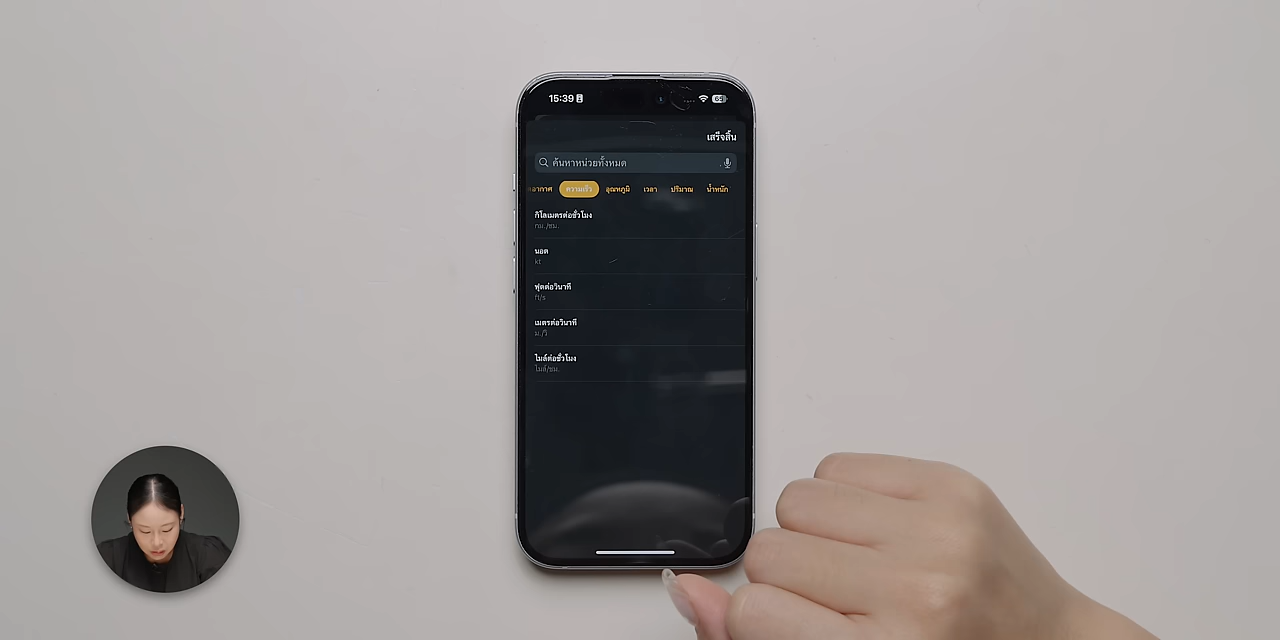 15:39
64
เสร็จสิ้น
ค้นหาหน่วยทั้งหมด
อากาศ ความเร็ว อุณหภูมิ เวลา ปริมาณ น้ำหนัก
กิโลเมตรต่อชั่วโมง
กม./ชม.
นอต
kt
ฟุตต่อวินาที
ft/s
เมตรต่อวินาที
ม./วิ
ไมล์ต่อชั่วโมง
ไมล์/ชม.